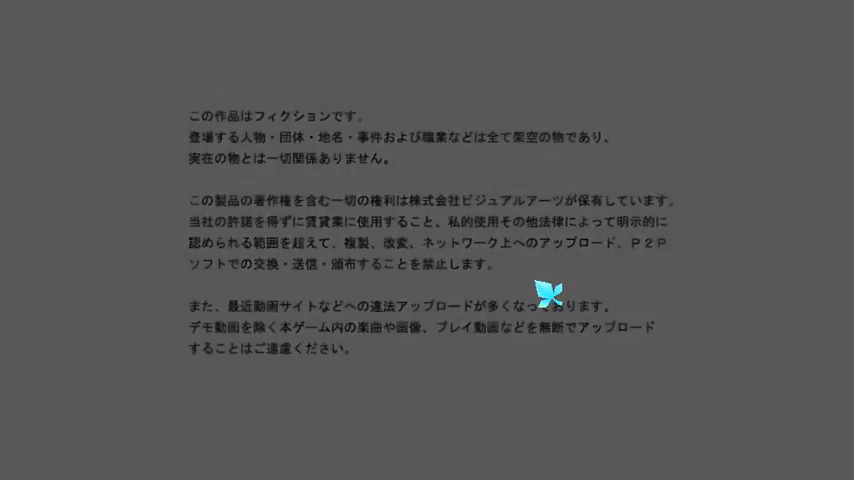 この作品はフィクションです。
登場する人物・団体・地名・事件および職業などは全て架空の物であり、
実在の物とは一切関係ありません。
この製品の著作権を含む一切の権利は株式会社ビジュアルアーツが保有しています。
当社の許諾を得ずに賃貸業に使用すること、私的使用その他法律によって明示的に
認められる範囲を超えて、複製、改変、ネットワーク上へのアップロード、Ｐ２Ｐ
ソフトでの交換・送信・頒布することを禁止します。
また、最近動画サイトなどへの違法アップロードが多くなっております。
デモ動画を除く本ゲーム内の楽曲や画像、プレイ動画などを無断でアップロード
することはご遠慮ください。